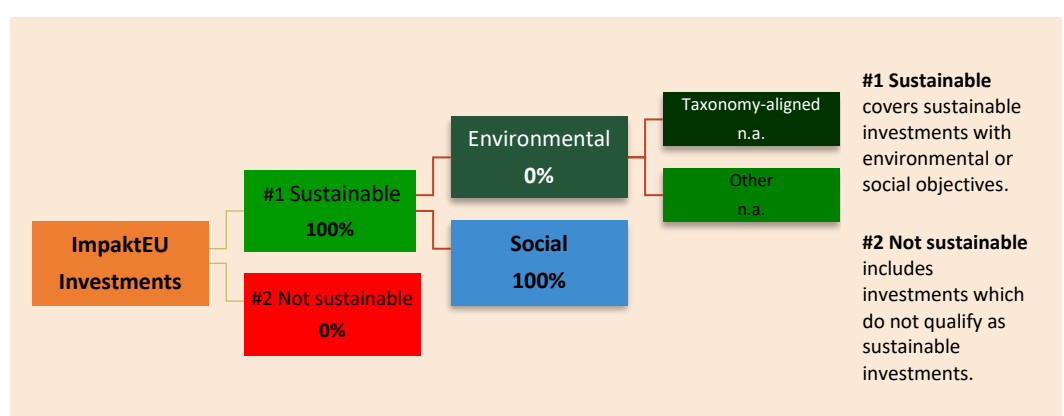 ImpaktEU
Investments
#1 Sustainable
100%
#2 Not sustainable
0%
Environmental
0%
Social
100%
Taxonomy-aligned
n.a.
Other
n.a.
#1 Sustainable
covers sustainable
investments with
environmental or
social objectives.
#2 Not sustainable
includes
investments which
do not qualify as
sustainable
investments.